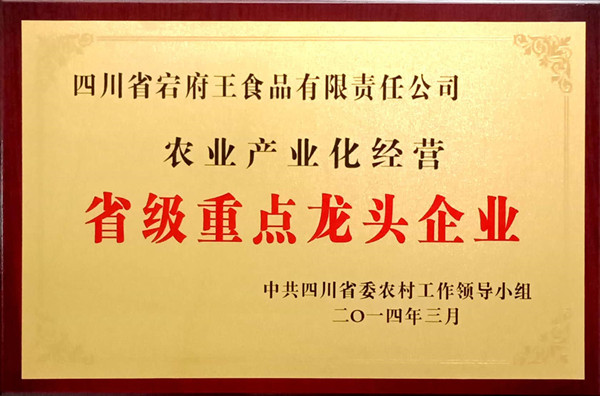 四川省宕府王食品有限责任公司
农业产业化经营
省级重点龙头企业
中共四川省委农村工作领导小组
二〇一四年三月